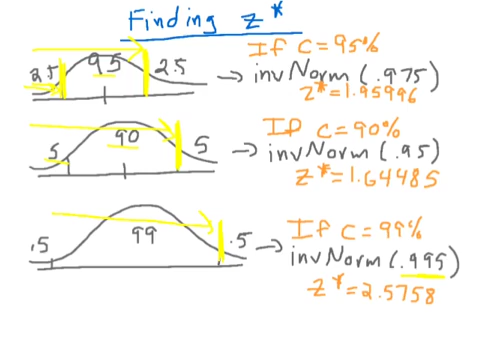 Finding z*
If C = 95%
2.5 95 2.5 → invNorm (.975)
z* = 1.95996
If C = 90%
5 90 5 → invNorm (.95)
z* = 1.64485
If C = 99%
.5 99 .5 → invNorm (.995)
z* = 2.5758